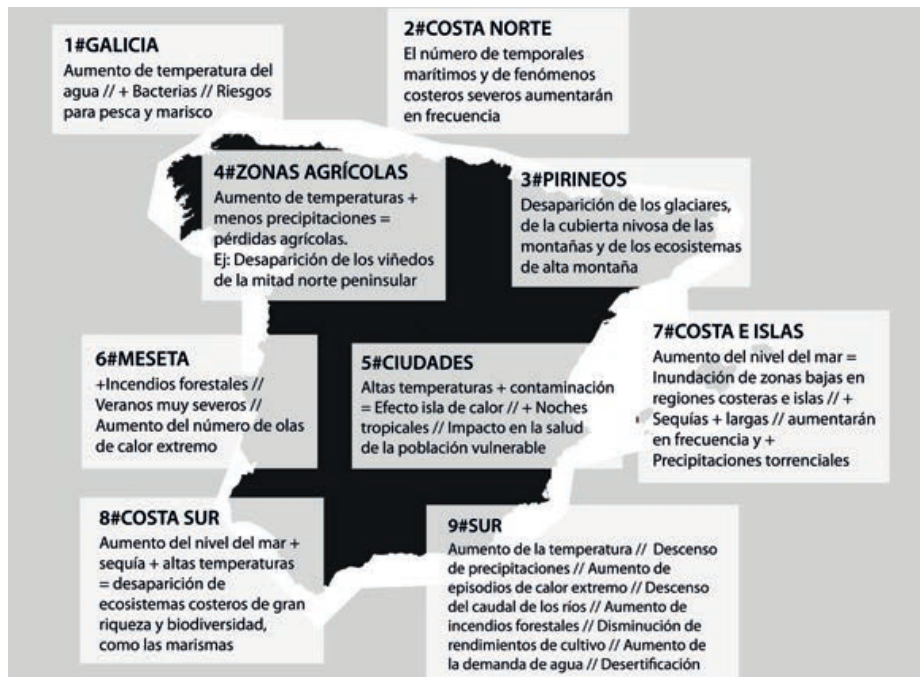 1#GALICIA
Aumento de temperatura del
agua // + Bacterias // Riesgos
para pesca y marisco
2#COSTA NORTE
El número de temporales
marítimos y de fenómenos
costeros severos aumentarán
en frecuencia
4#ZONAS AGRÍCOLAS
Aumento de temperaturas +
menos precipitaciones =
pérdidas agrícolas.
Ej: Desaparición de los viñedos
de la mitad norte peninsular
3#PIRINEOS
Desaparición de los glaciares,
de la cubierta nivosa de las
montañas y de los ecosistemas
de alta montaña
6#MESETA
+Incendios forestales //
Veranos muy severos //
Aumento del número de olas
de calor extremo
5#CIUDADES
Altas temperaturas + contaminación
= Efecto isla de calor // + Noches
tropicales // Impacto en la salud
de la población vulnerable
7#COSTA E ISLAS
Aumento del nivel del mar =
Inundación de zonas bajas en
regiones costeras e islas // +
Sequías + largas // aumentarán
en frecuencia y +
Precipitaciones torrenciales
8#COSTA SUR
Aumento del nivel del mar +
sequía + altas temperaturas
= desaparición de
ecosistemas costeros de gran
riqueza y biodiversidad,
como las marismas
9#SUR
Aumento de la temperatura // Descenso
de precipitaciones // Aumento de
episodios de calor extremo // Descenso
del caudal de los ríos // Aumento de
incendios forestales // Disminución de
rendimientos de cultivo // Aumento de
la demanda de agua // Desertificación